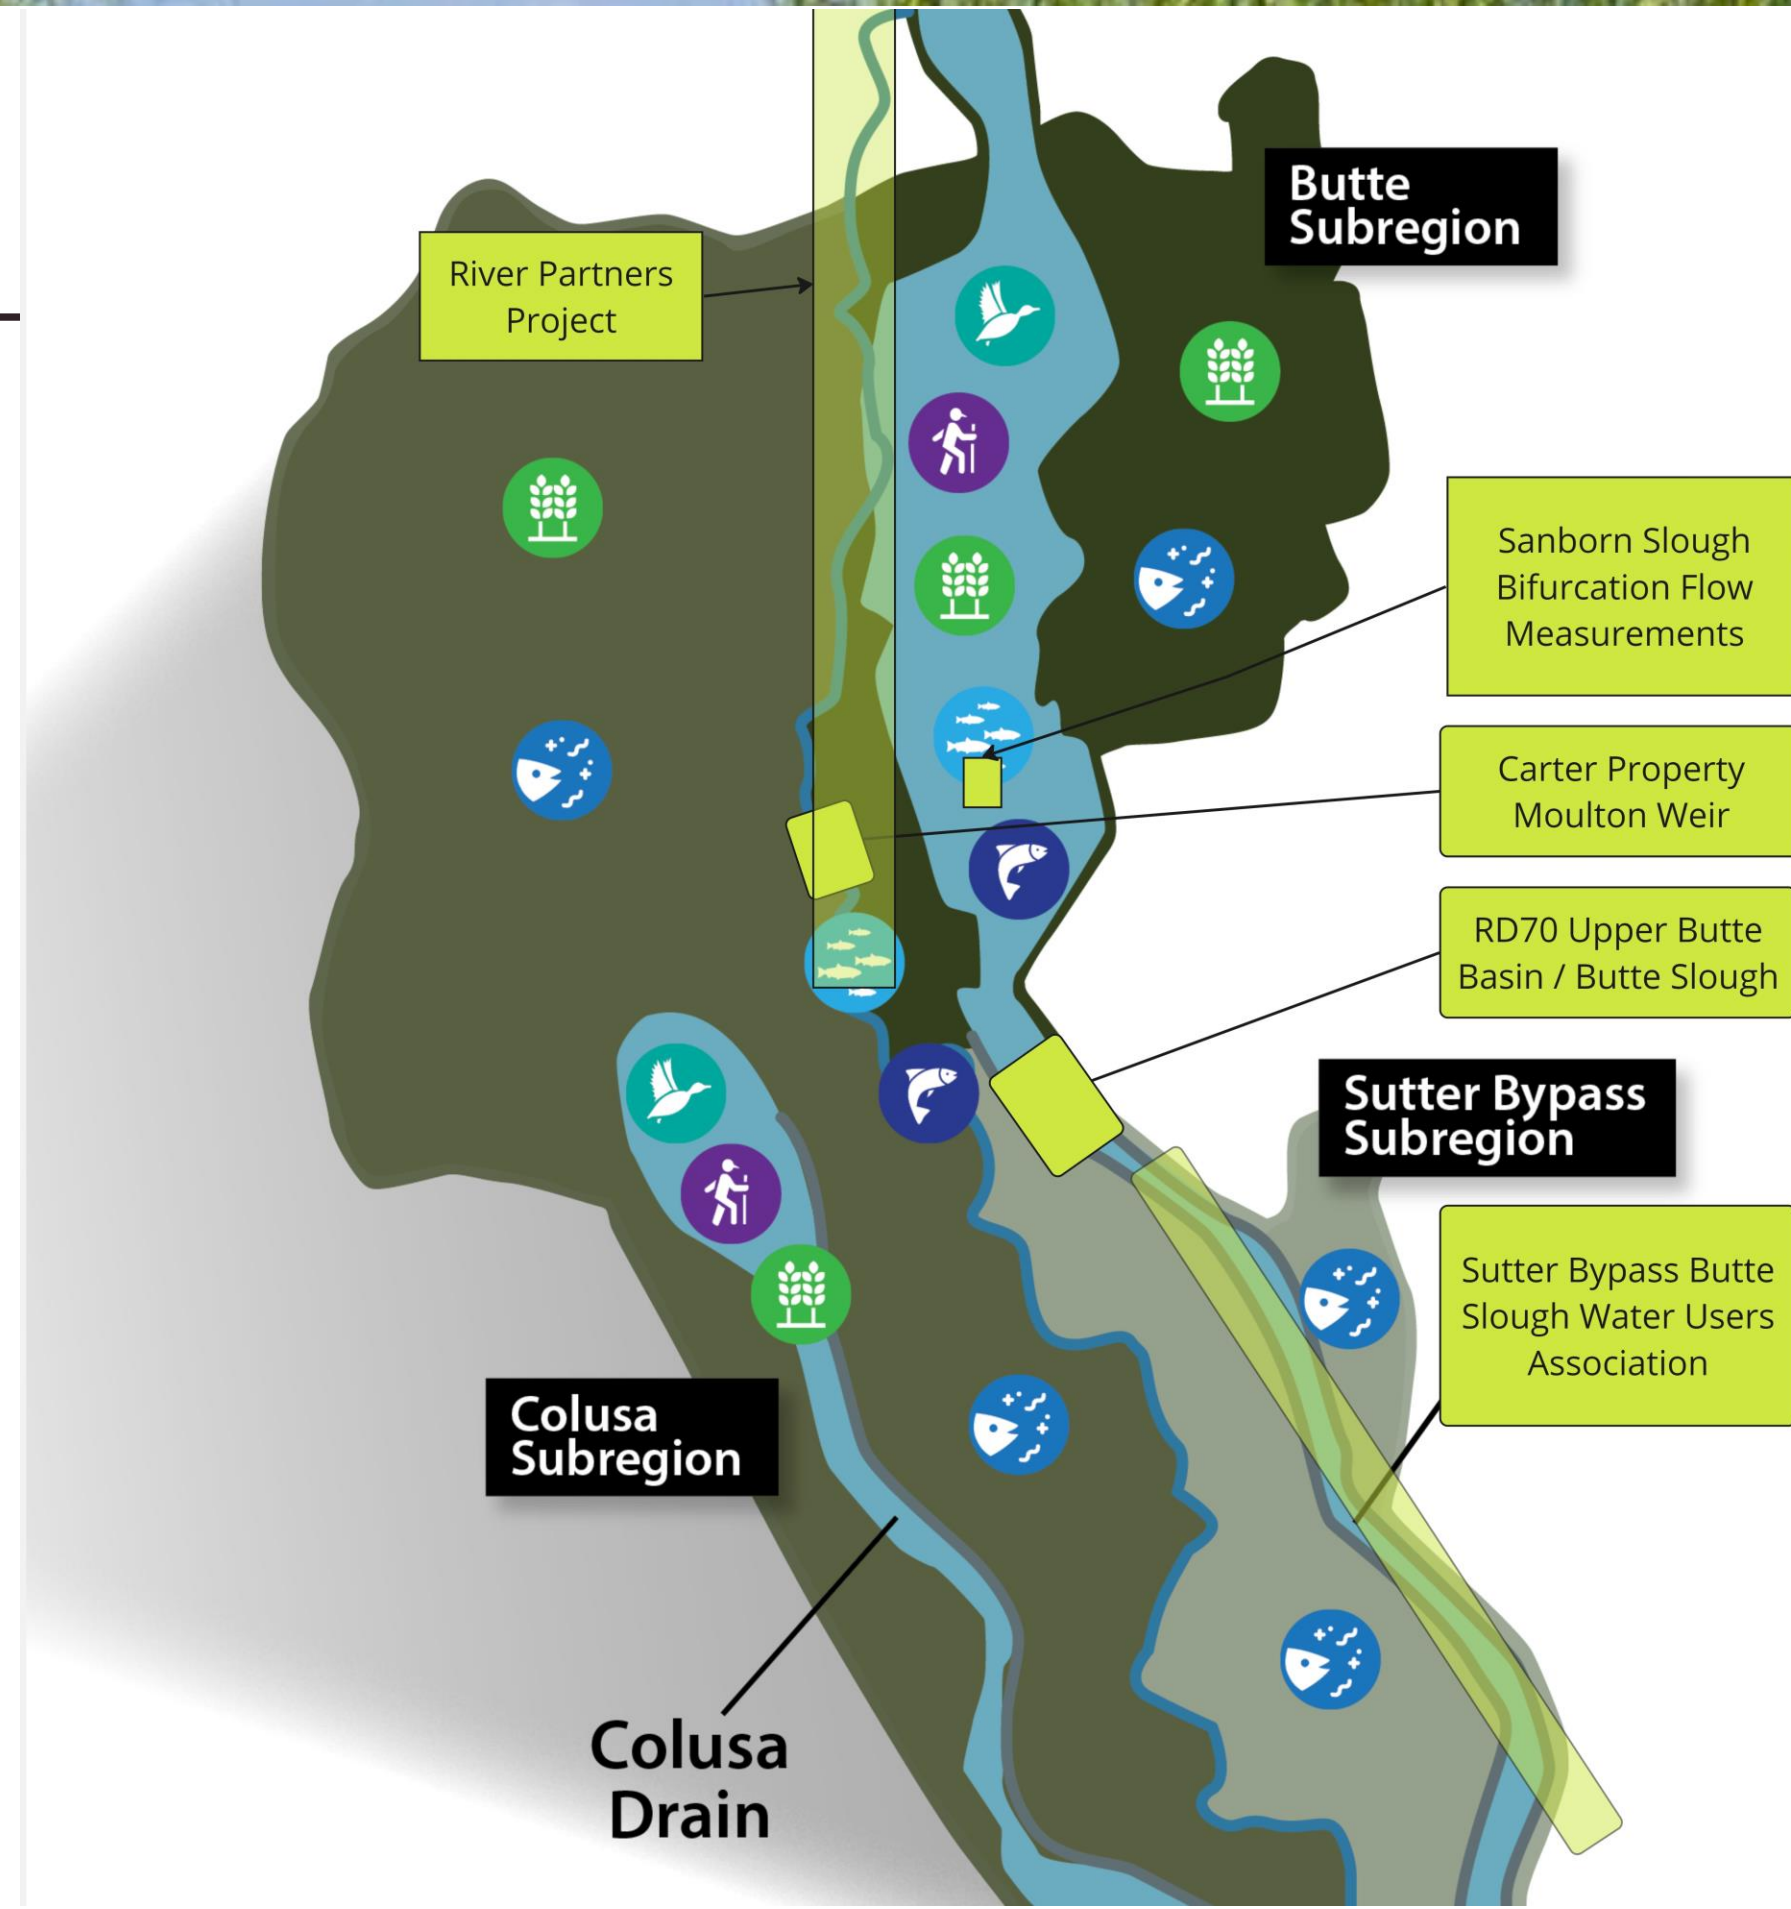 Butte
Subregion
River Partners
Project
Sanborn Slough
Bifurcation Flow
Measurements
Carter Property
Moulton Weir
RD70 Upper Butte
Basin / Butte Slough
Sutter Bypass
Subregion
Sutter Bypass Butte
Slough Water Users
Association
Colusa
Subregion
Colusa
Drain